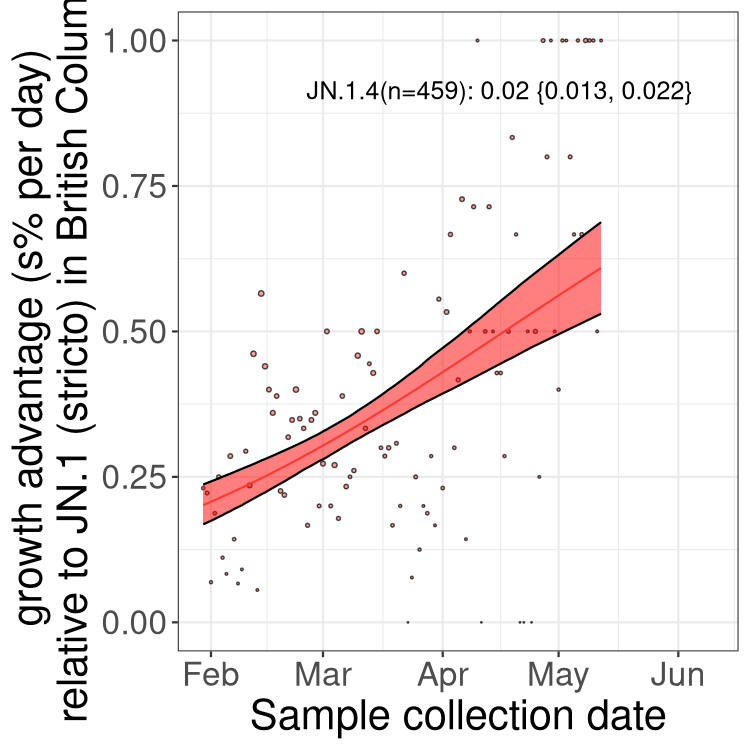 growth advantage (s% per day)
relative to JN.1 (stricto) in British Colum
1.00
0.75
0.50
0.25
0.00
JN.1.4(n=459): 0.02 {0.013, 0.022}
Feb Mar Apr May Jun
Sample collection date